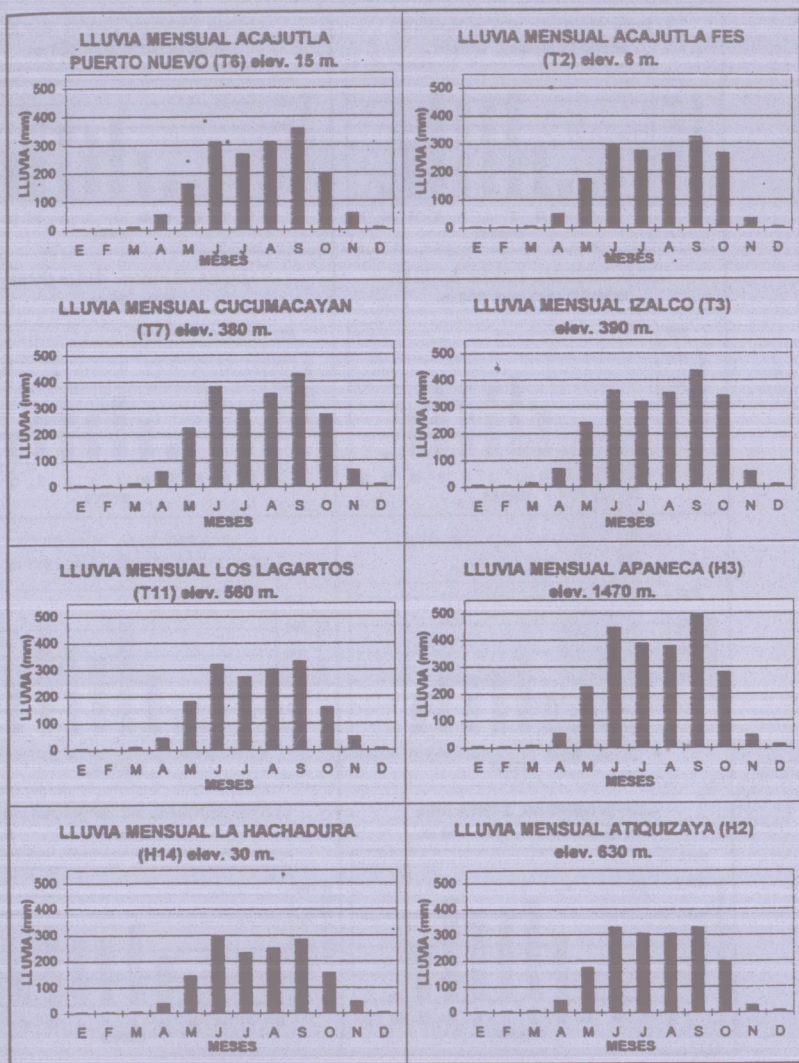 LLUVIA MENSUAL ACAJUTLA
PUERTO NUEVO (T6) elev. 15 m.
LLUVIA (mm)
500
400
300
200
100
0
E F M A M J J A S O N D
MESES
LLUVIA MENSUAL ACAJUTLA FES
(T2) elev. 6 m.
LLUVIA (mm)
500
400
300
200
100
0
E F M A M J J A S O N D
MESES
LLUVIA MENSUAL CUCUMACAYAN
(T7) elev. 380 m.
LLUVIA (mm)
500
400
300
200
100
0
E F M A M J J A S O N D
MESES
LLUVIA MENSUAL IZALCO (T3)
elev. 390 m.
LLUVIA (mm)
500
400
300
200
100
0
E F M A M J J A S O N D
MESES
LLUVIA MENSUAL LOS LAGARTOS
(T11) elev. 560 m.
LLUVIA (mm)
500
400
300
200
100
0
E F M A M J J A S O N D
MESES
LLUVIA MENSUAL APANECA (H3)
elev. 1470 m.
LLUVIA (mm)
500
400
300
200
100
0
E F M A M J J A S O N D
MESES
LLUVIA MENSUAL LA HACHADURA
(H14) elev. 30 m.
LLUVIA (mm)
500
400
300
200
100
0
E F M A M J J A S O N D
MESES
LLUVIA MENSUAL ATIQUIZAYA (H2)
elev. 630 m.
LLUVIA (mm)
500
400
300
200
100
0
E F M A M J J A S O N D
MESES